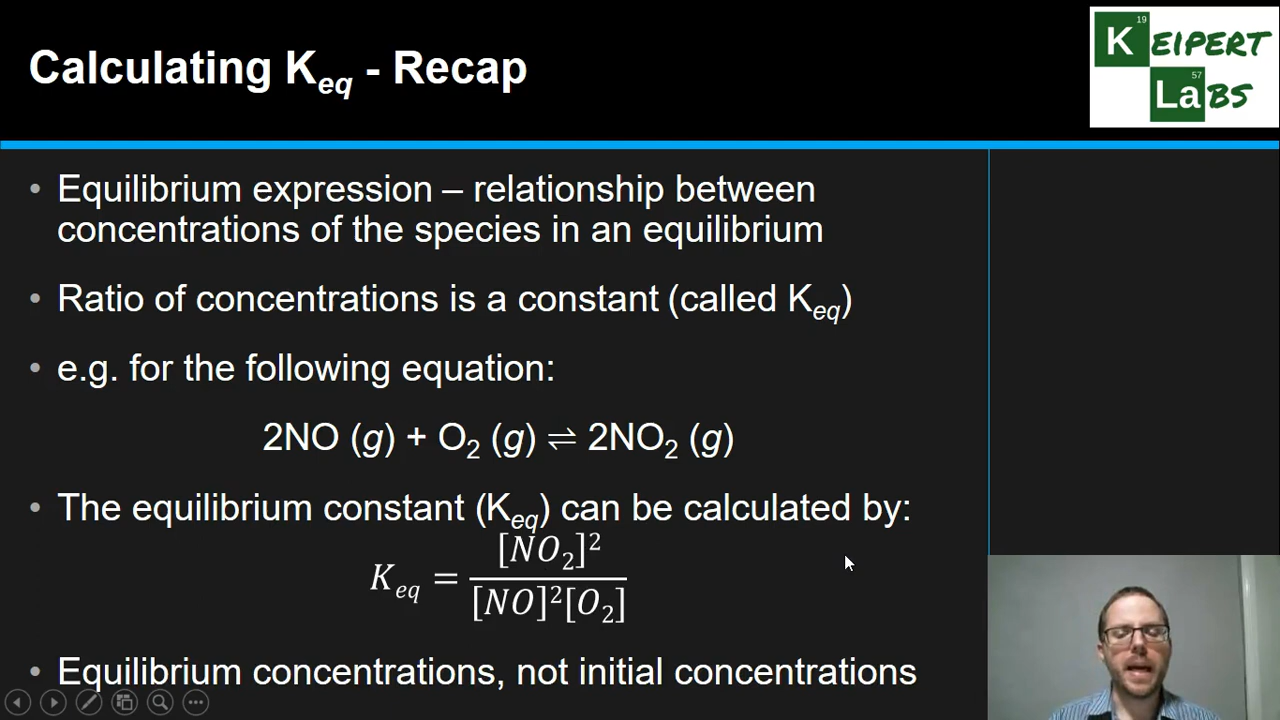 Calculating Keq - Recap
19
K EIPERT
57
LaBS
• Equilibrium expression – relationship between
concentrations of the species in an equilibrium
• Ratio of concentrations is a constant (called Keq)
• e.g. for the following equation:
2NO (g) + O₂ (g) ⇌ 2NO₂ (g)
• The equilibrium constant (Keq) can be calculated by:
Keq = [NO₂]² / [NO]²[O₂]
• Equilibrium concentrations, not initial concentrations